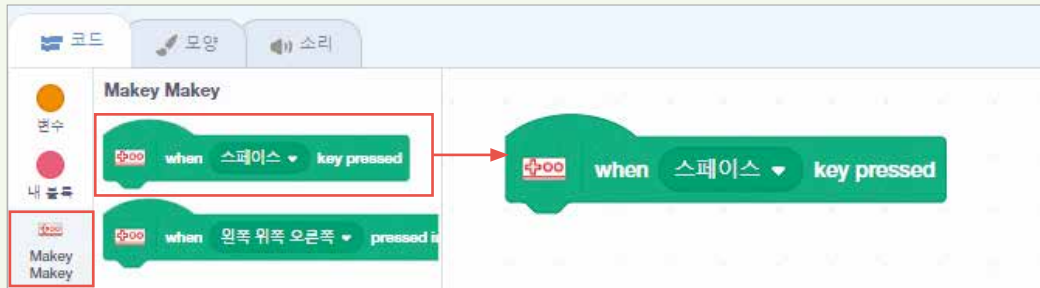 코드
모양
소리
변수
내 블록
Makey
Makey
Makey Makey
when 스페이스 key pressed
when 왼쪽 위쪽 오른쪽 pressed
when 스페이스 key pressed